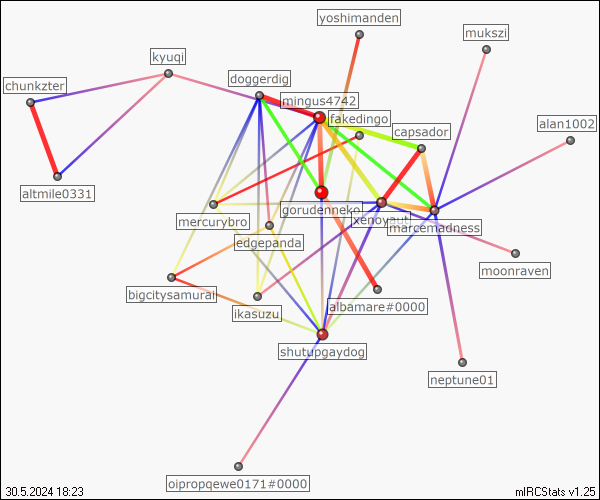 yoshimanden
mukszi
kyuqi
doggerdig
chunkzter
mingus4742
fakedingo
alan1002
capsador
altmile0331
gorudenneko
mercurybro
xenoyaut
marcemadness
edgepanda
moonraven
bigcitysamurai
albamare#0000
ikasuzu
shutupgaydog
neptune01
oipropqewe0171#0000
30.5.2024 18:23
mIRCStats v1.25